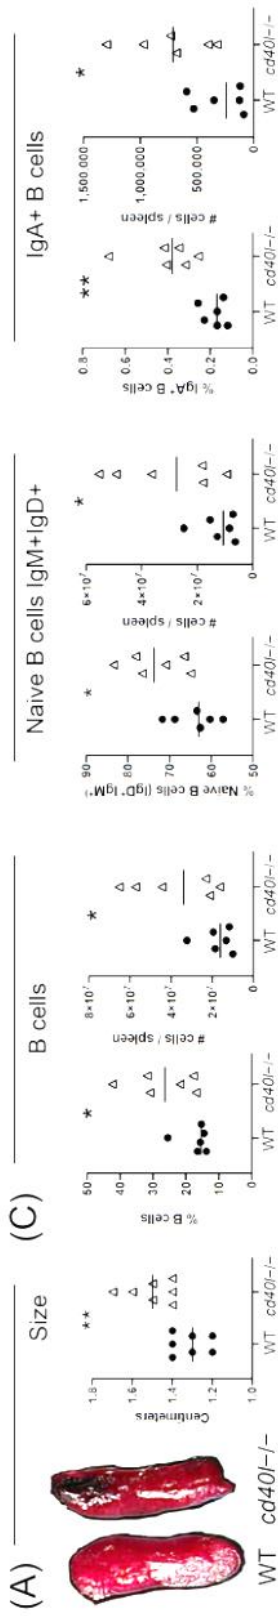 (A)
Size
WT cd40l−/−
Centimeters
1.8
1.6
1.4
1.2
1.0
**
WT cd40l−/−
(C)
B cells
% B cells
50
40
30
20
10
0
*
WT cd40l−/−
# cells / spleen
8×10⁷
6×10⁷
4×10⁷
2×10⁷
0
*
WT cd40l−/−
Naive B cells IgM+IgD+
% Naive B cells (IgD⁺IgM⁺)
90
80
70
60
50
*
WT cd40l−/−
# cells / spleen
6×10⁷
4×10⁷
2×10⁷
0
*
WT cd40l−/−
IgA+ B cells
% IgA⁺ B cells
0.8
0.6
0.4
0.2
0.0
**
WT cd40l−/−
# cells / spleen
1,500,000
1,000,000
500,000
0
*
WT cd40l−/−